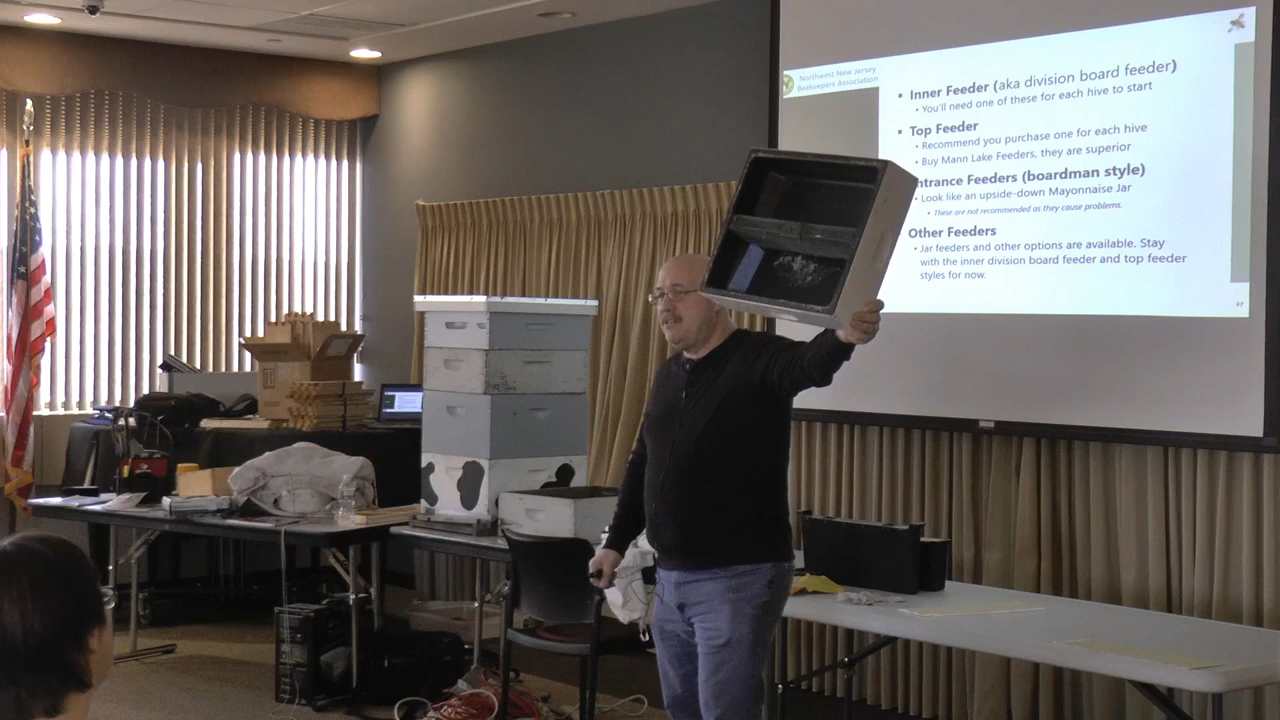 Northwest New Jersey
Beekeepers Association
Inner Feeder (aka division board feeder)
You'll need one of these for each hive to start
Top Feeder
Recommend you purchase one for each hive
Buy Mann Lake Feeders, they are superior
ntrance Feeders (boardman style)
Look like an upside-down Mayonnaise Jar
These are not recommended as they cause problems.
Other Feeders
Jar feeders and other options are available. Stay
with the inner division board feeder and top feeder
styles for now.
27